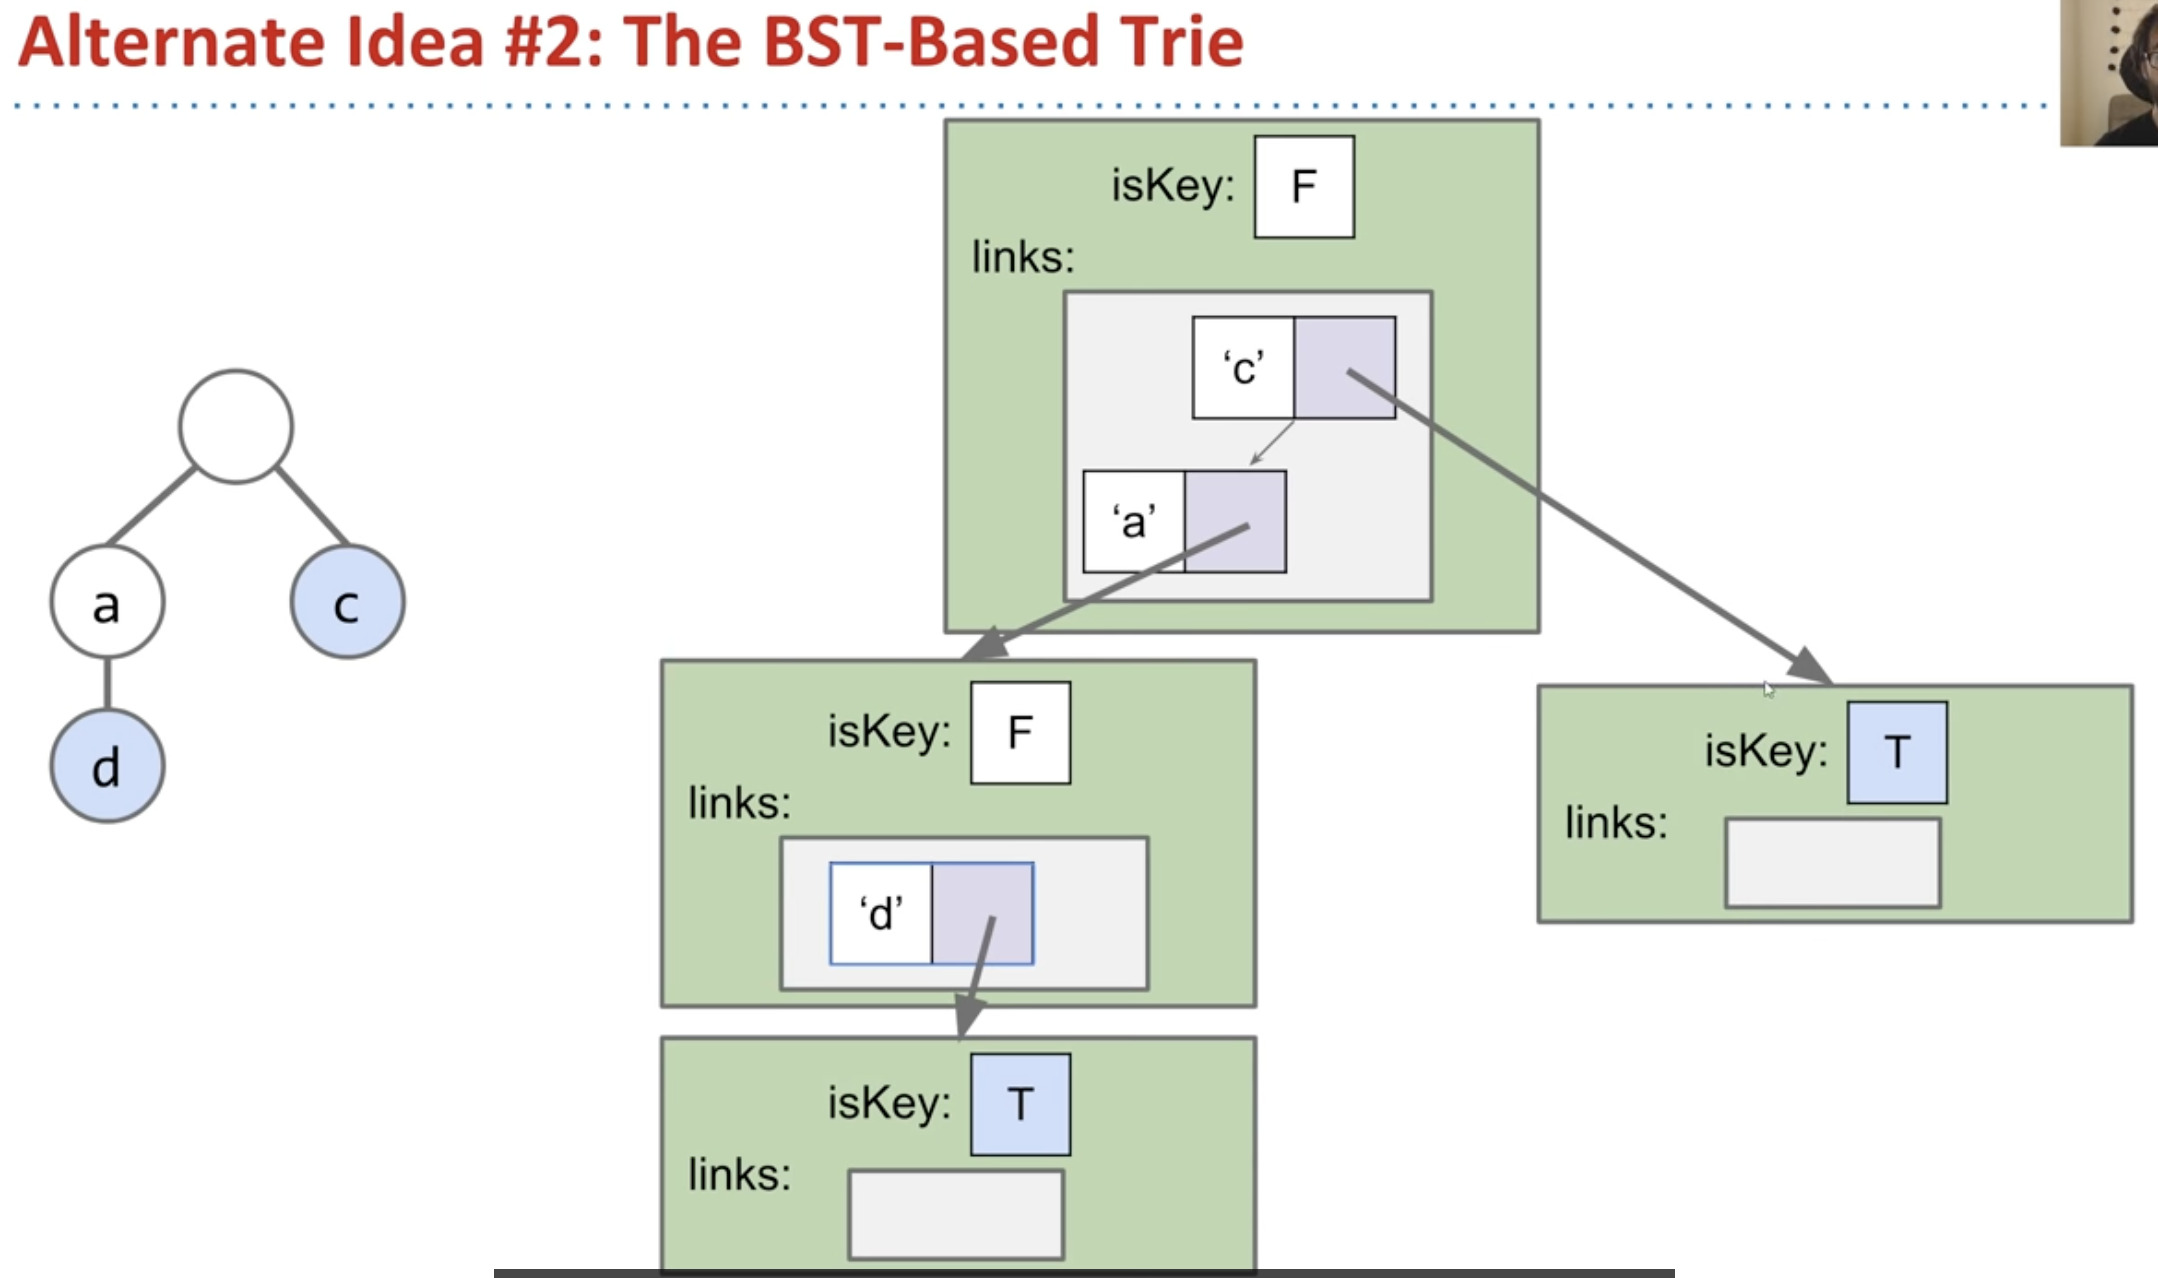 Alternate Idea #2: The BST-Based Trie
isKey: F
links:
‘c’
‘a’
a
c
d
isKey: F
links:
‘d’
isKey: T
links:
isKey: T
links: